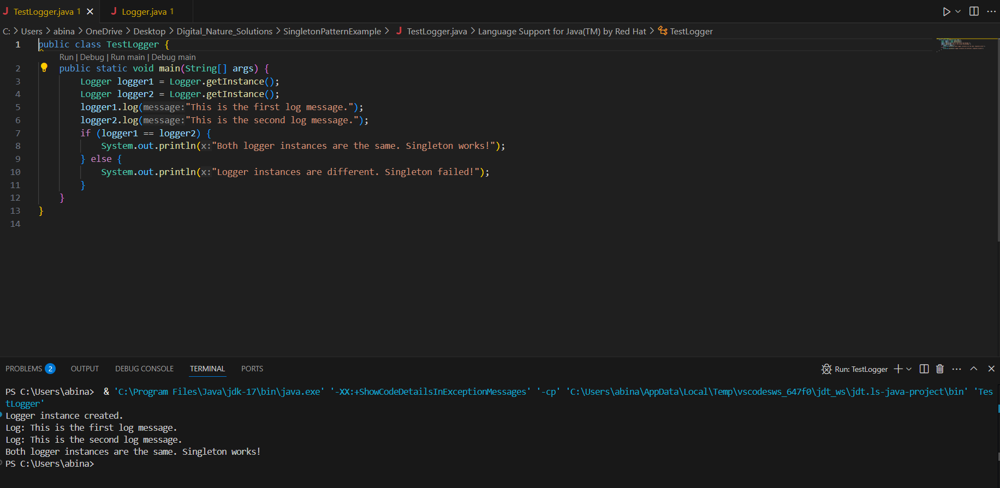 J TestLogger.java 1 × J Logger.java 1 ···
C: > Users > abina > OneDrive > Desktop > Digital_Nature_Solutions > SingletonPatternExample > J TestLogger.java > Language Support for Java(TM) by Red Hat > TestLogger
1 public class TestLogger {
Run | Debug | Run main | Debug main
2 public static void main(String[] args) {
3 Logger logger1 = Logger.getInstance();
4 Logger logger2 = Logger.getInstance();
5 logger1.log(message:"This is the first log message.");
6 logger2.log(message:"This is the second log message.");
7 if (logger1 == logger2) {
8 System.out.println(x:"Both logger instances are the same. Singleton works!");
9 } else {
10 System.out.println(x:"Logger instances are different. Singleton failed!");
11 }
12 }
13 }
14
PROBLEMS 2 OUTPUT DEBUG CONSOLE TERMINAL PORTS Run: TestLogger
PS C:\Users\abina>  & 'C:\Program Files\Java\jdk-17\bin\java.exe' '-XX:+ShowCodeDetailsInExceptionMessages' '-cp' 'C:\Users\abina\AppData\Local\Temp\vscodesws_647f0\jdt_ws\jdt.ls-java-project\bin' 'Tes
tLogger'
Logger instance created.
Log: This is the first log message.
Log: This is the second log message.
Both logger instances are the same. Singleton works!
PS C:\Users\abina>